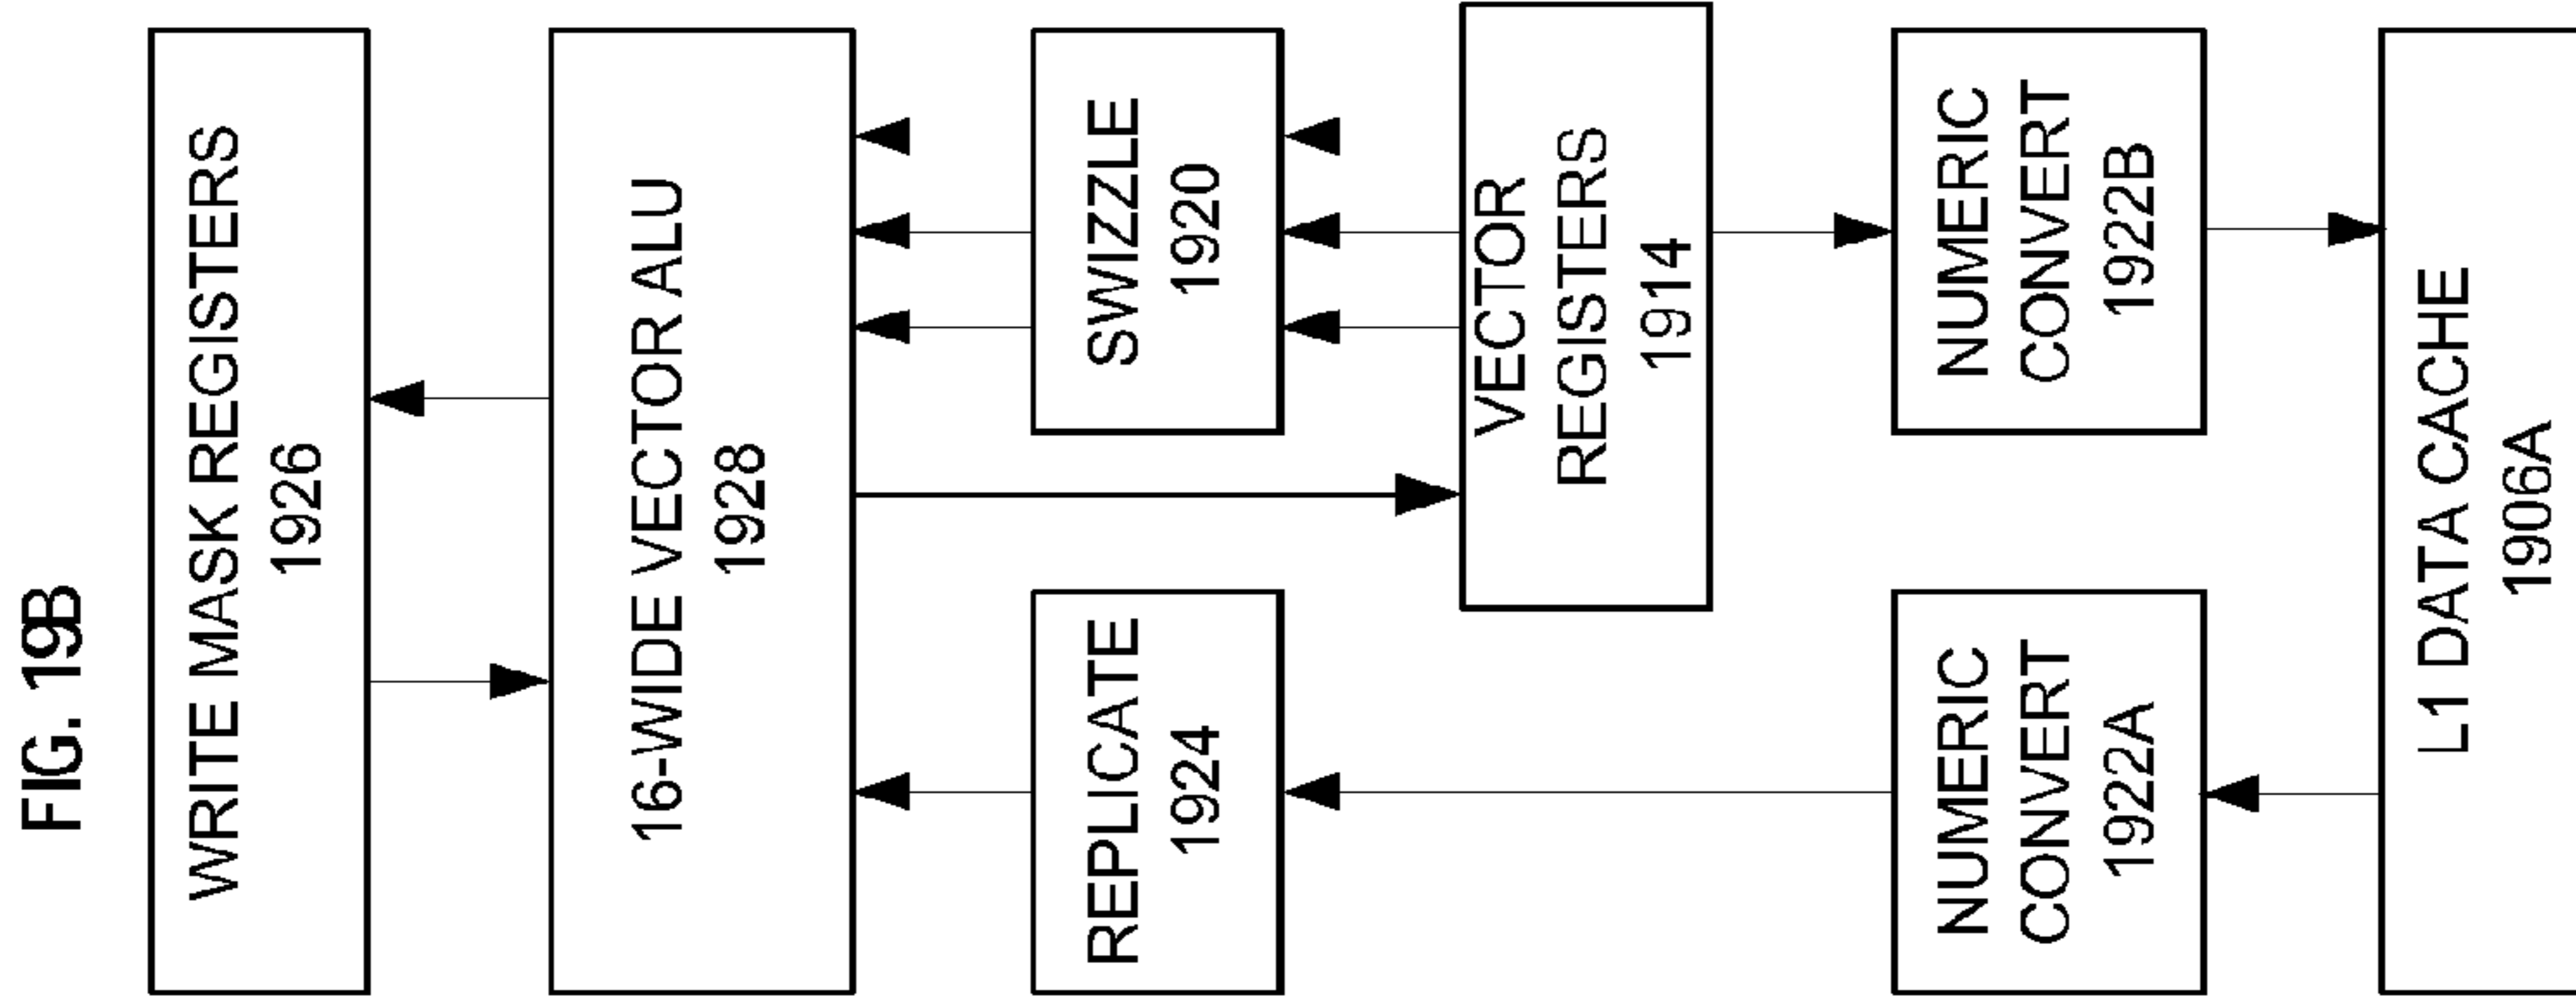 FIG. 19B
WRITE MASK REGISTERS
1926
16-WIDE VECTOR ALU
1928
REPLICATE
1924
SWIZZLE
1920
VECTOR
REGISTERS
1914
NUMERIC
CONVERT
1922A
NUMERIC
CONVERT
1922B
L1 DATA CACHE
1906A